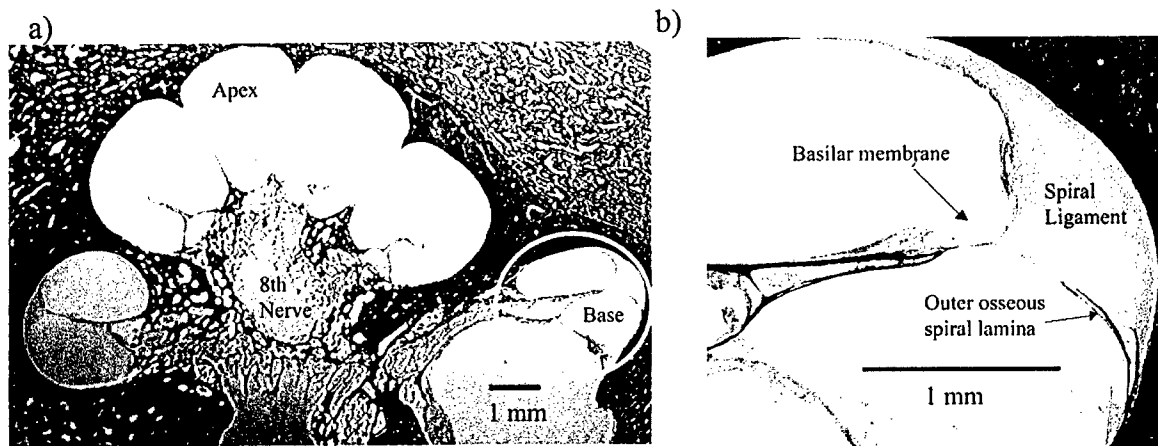 a)
Apex
8th
Nerve
Base
1 mm
b)
Basilar membrane
Spiral
Ligament
Outer osseous
spiral lamina
1 mm